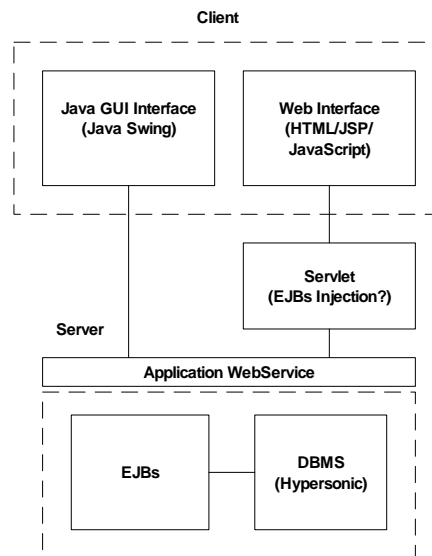 Client
Java GUI Interface
(Java Swing)
Web Interface
(HTML/JSP/
JavaScript)
Servlet
(EJBs Injection?)
Server
Application WebService
EJBs
DBMS
(Hypersonic)